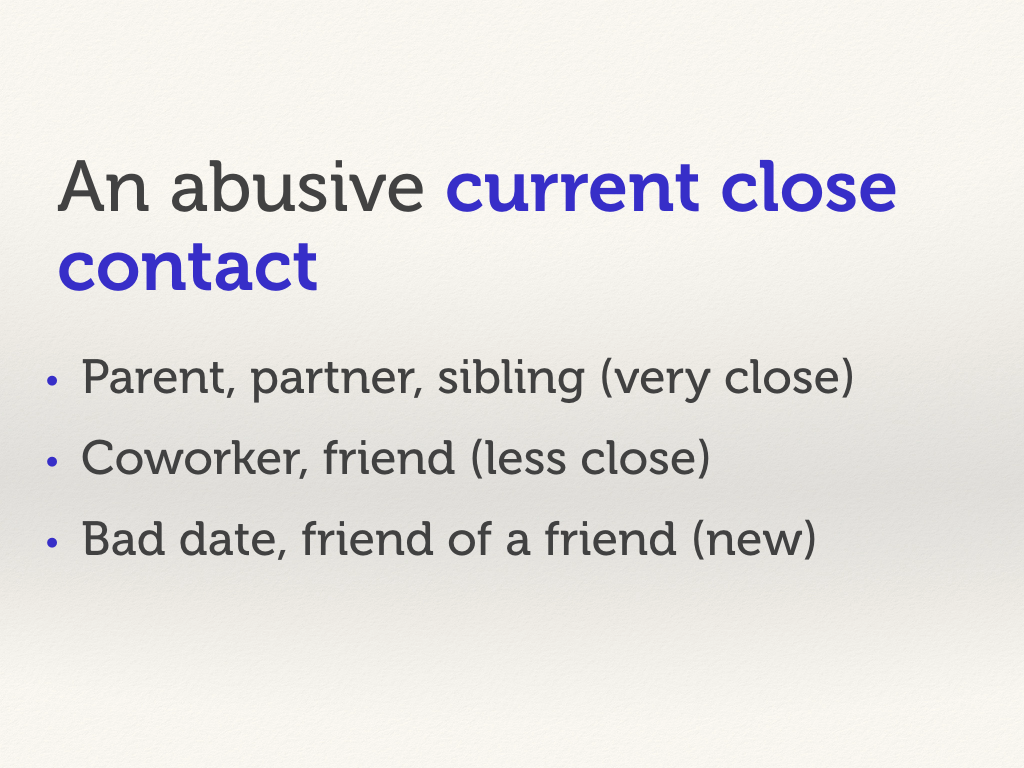 An abusive current close
contact
• Parent, partner, sibling (very close)
• Coworker, friend (less close)
• Bad date, friend of a friend (new)